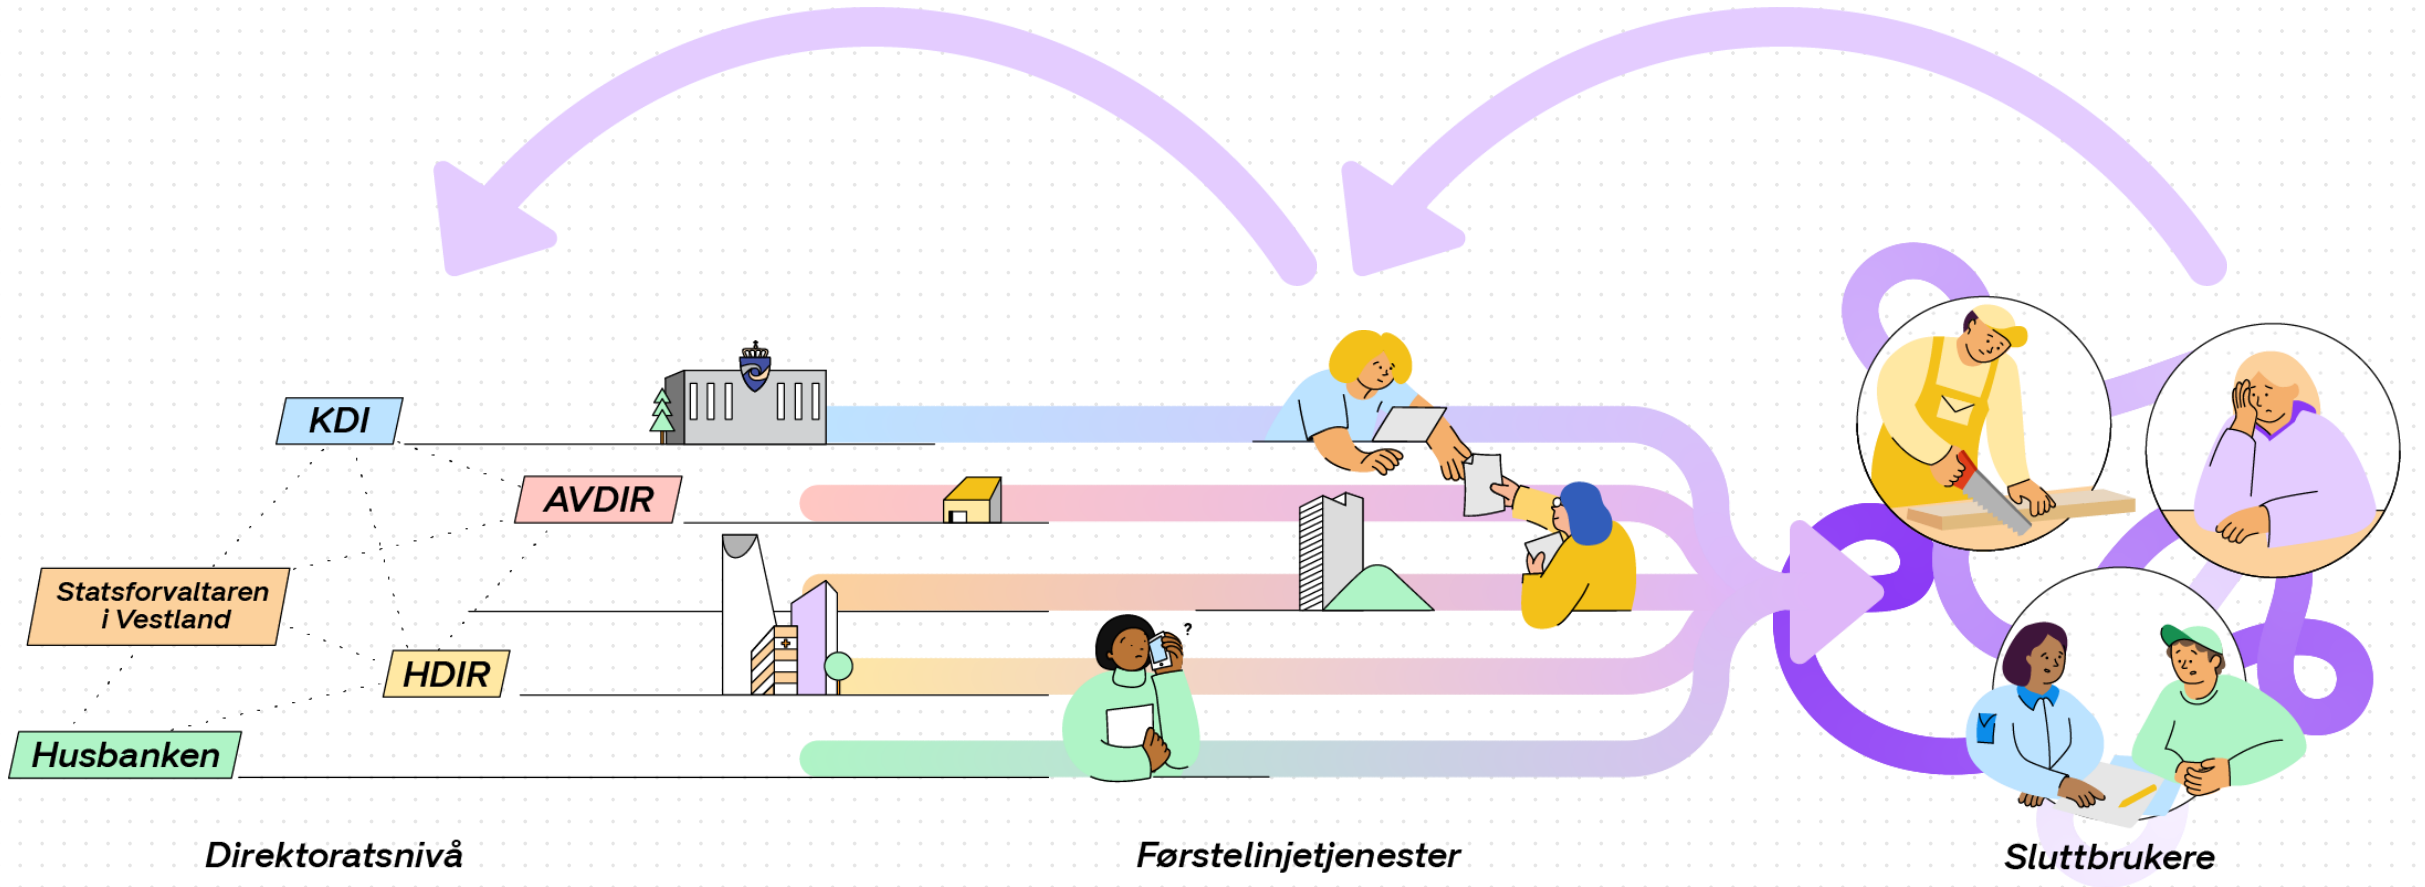 KDI
AVDIR
Statsforvaltaren
i Vestland
HDIR
Husbanken
?
Direktoratsnivå
Førstelinjetjenester
Sluttbrukere